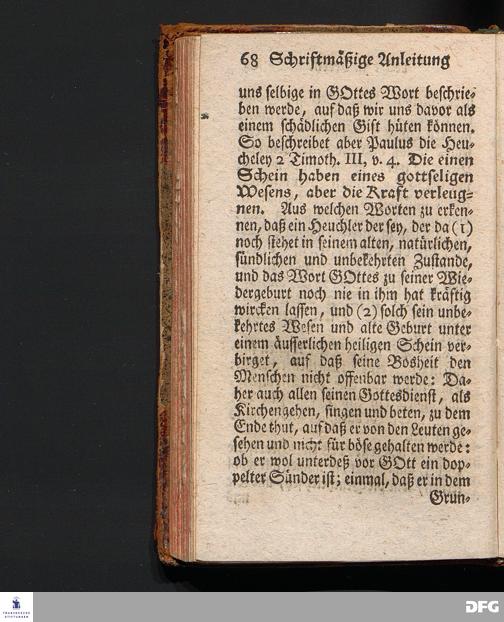 68 Schriftmäßige Anleitung
uns selbige in GOttes Wort beschrie-
ben werde, auf daß wir uns davor als
einem schädlichen Gift hüten können.
So beschreibet aber Paulus die Heu-
cheley 2 Timoth. III, v. 4. Die einen
Schein haben eines gottseligen
Wesens, aber die Kraft verleug-
nen. Aus welchen Worten zu erken-
nen, daß ein Heuchler der sey, der da (1)
noch stehet in seinem alten, natürlichen,
sündlichen und unbekehrten Zustande,
und das Wort GOttes zu seiner Wie-
dergeburt noch nie in ihm hat kräftig
wircken lassen, und (2) solch sein unbe-
kehrtes Wesen und alte Geburt unter
einem äusserlichen heiligen Schein ver-
birget, auf daß seine Bosheit den
Menschen nicht offenbar werde: Da-
her auch allen seinen Gottesdienst, als
Kirchengehen, singen und beten, zu dem
Ende thut, auf daß er von den Leuten ge-
sehen und nicht für böse gehalten werde:
ob er wol unterdeß vor GOtt ein dop-
pelter Sünder ist; einmal, daß er in dem
Grun-
FRANCKESCHE
STIFTUNGEN
DFG